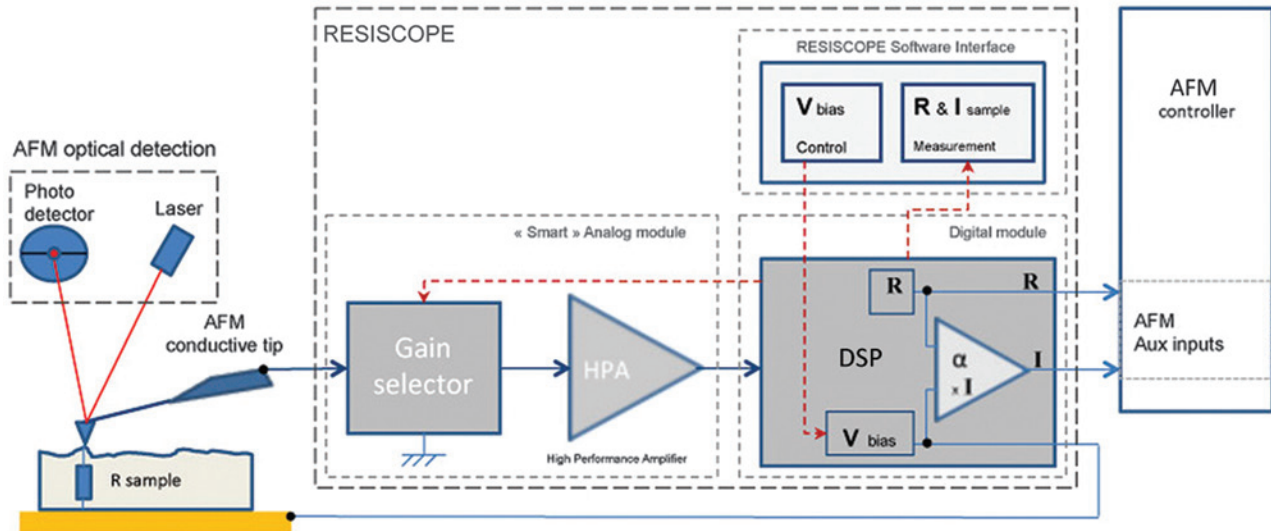 RESISCOPE
RESISCOPE Software Interface
V bias
Control
R & I sample
Measurement
AFM
controller
AFM optical detection
Photo
detector
Laser
« Smart » Analog module
Digital module
AFM
conductive tip
Gain
selector
HPA
High Performance Amplifier
DSP
R
R
α
x I
I
V bias
AFM
Aux inputs
R sample